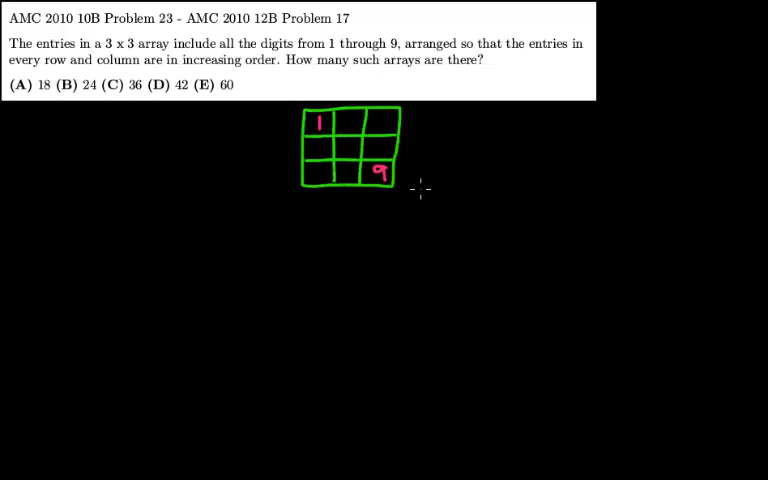 AMC 2010 10B Problem 23 - AMC 2010 12B Problem 17
The entries in a 3 x 3 array include all the digits from 1 through 9, arranged so that the entries in
every row and column are in increasing order. How many such arrays are there?
(A) 18 (B) 24 (C) 36 (D) 42 (E) 60
1
9